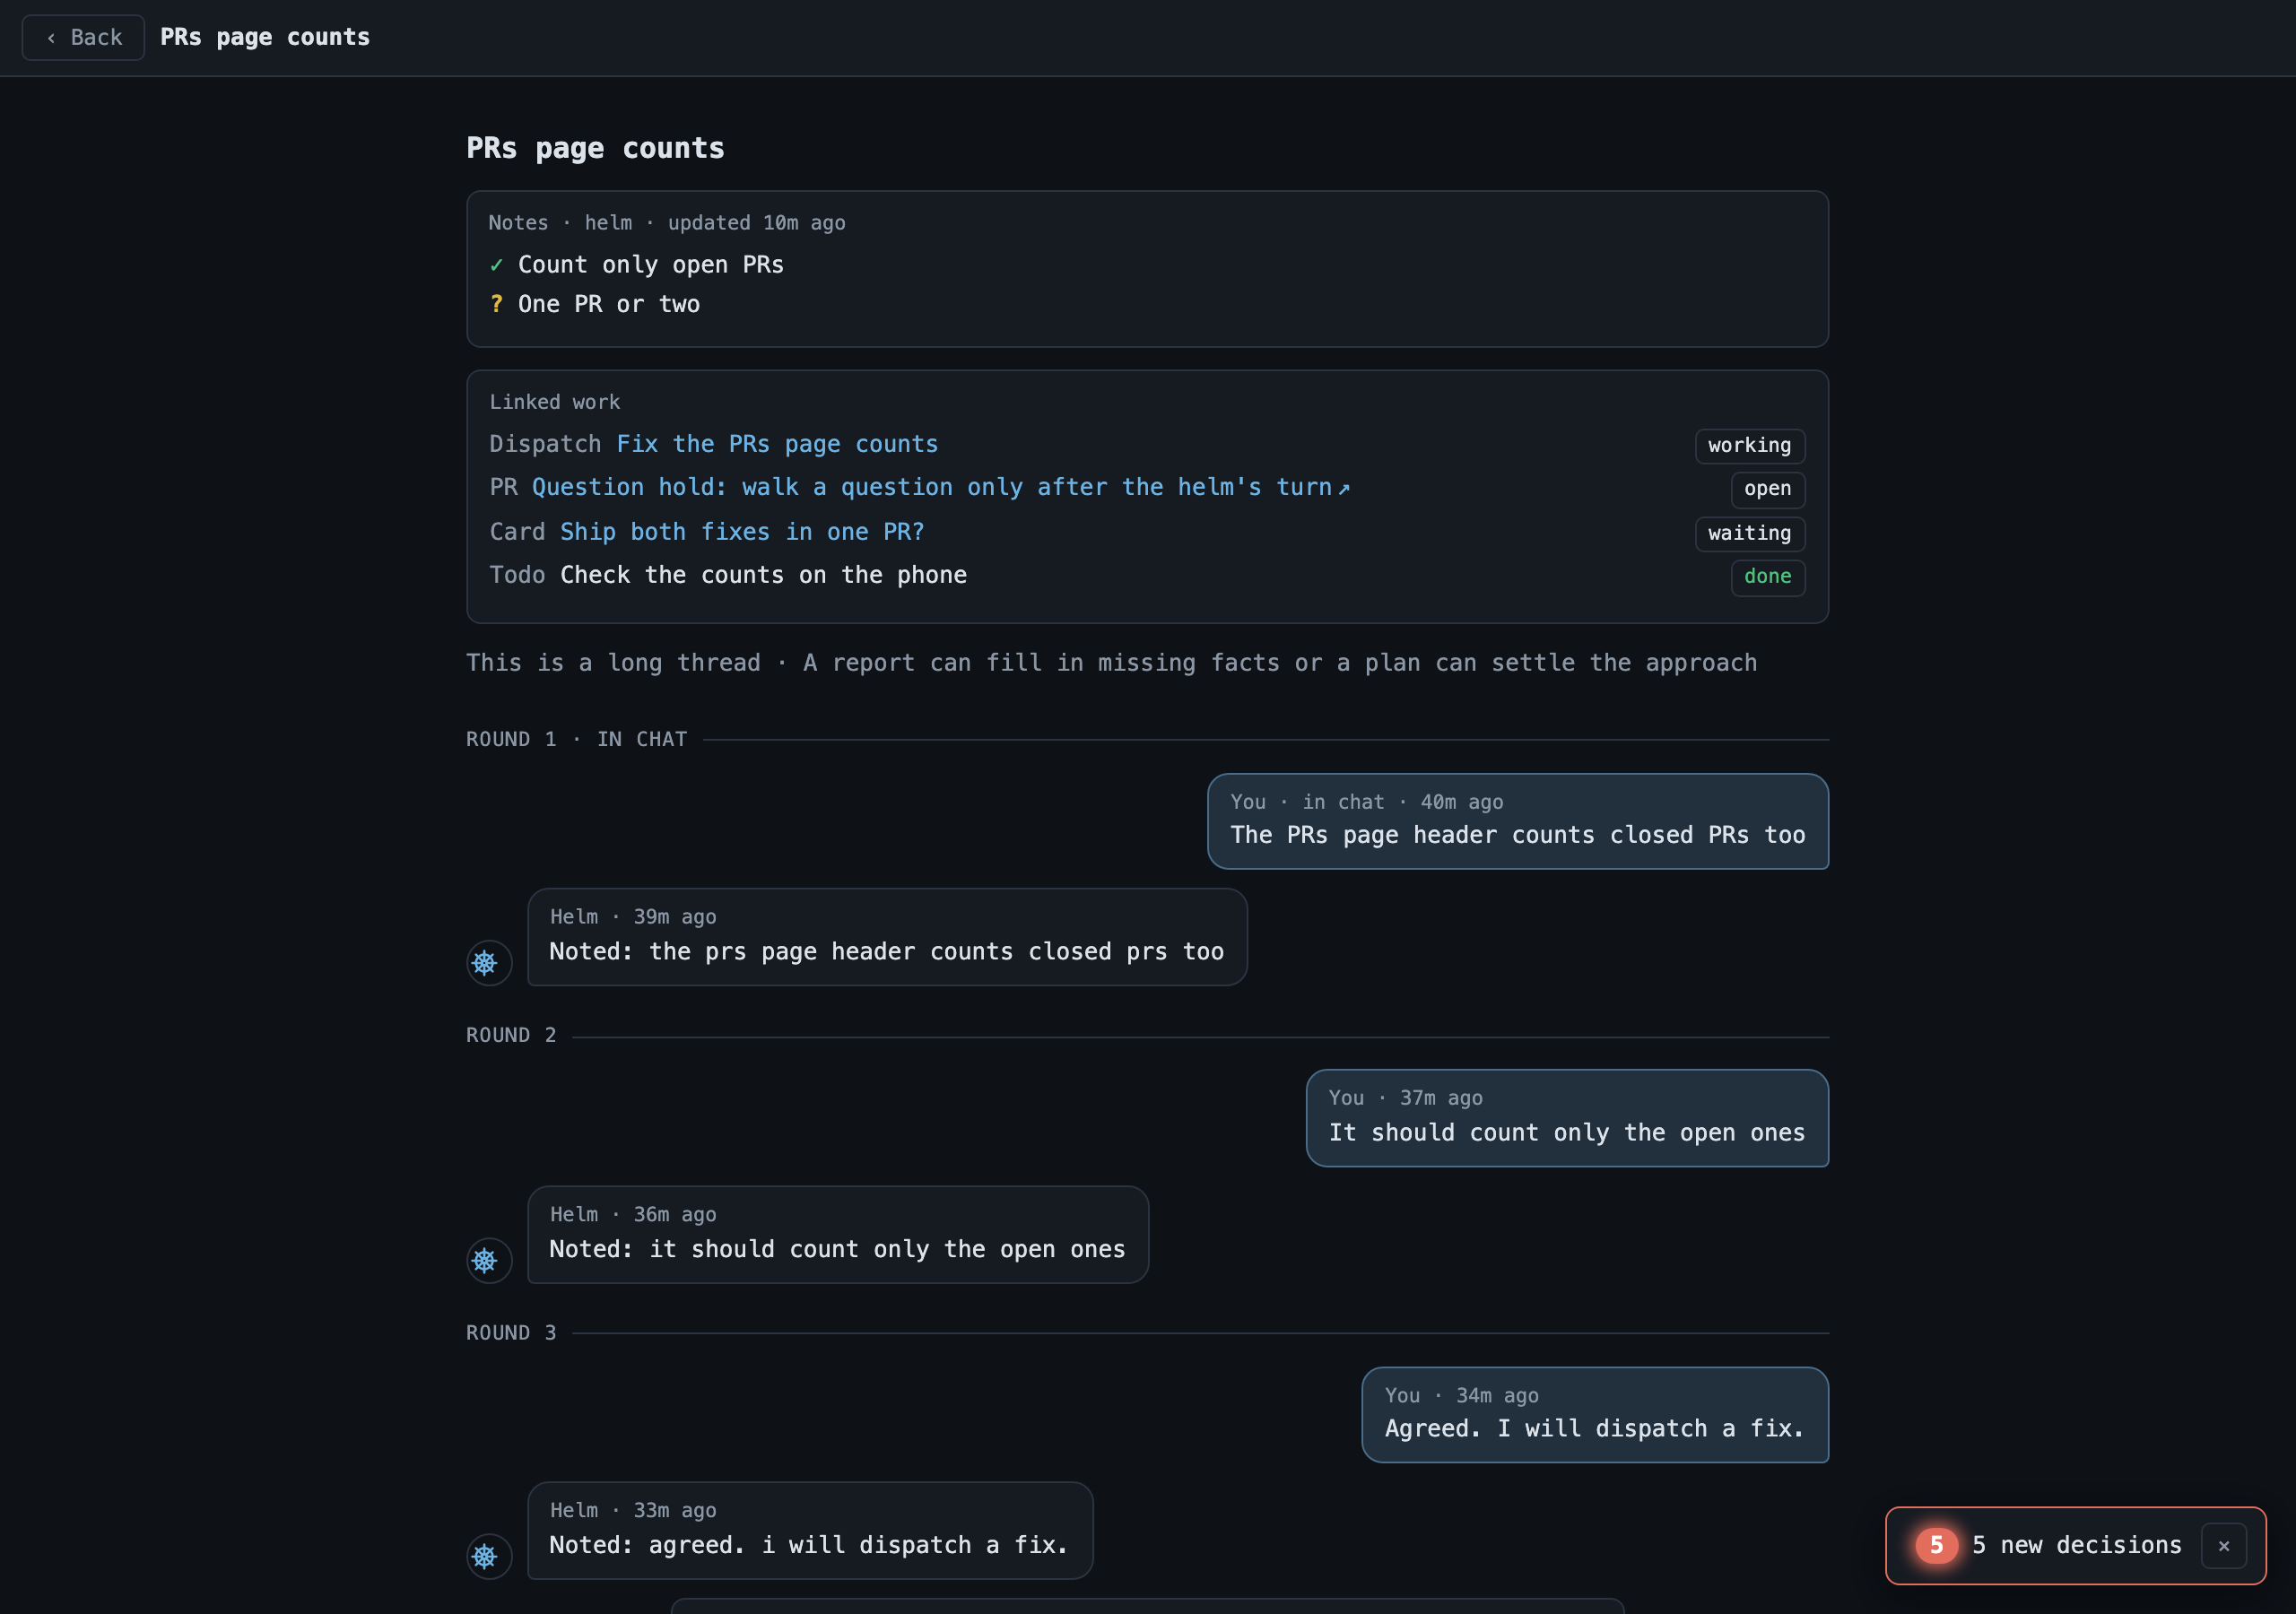 ‹ Back PRs page counts
PRs page counts
Notes · helm · updated 10m ago
✓ Count only open PRs
? One PR or two
Linked work
Dispatch Fix the PRs page counts working
PR Question hold: walk a question only after the helm's turn↗ open
Card Ship both fixes in one PR? waiting
Todo Check the counts on the phone done
This is a long thread · A report can fill in missing facts or a plan can settle the approach
ROUND 1 · IN CHAT
You · in chat · 40m ago
The PRs page header counts closed PRs too
Helm · 39m ago
Noted: the prs page header counts closed prs too
ROUND 2
You · 37m ago
It should count only the open ones
Helm · 36m ago
Noted: it should count only the open ones
ROUND 3
You · 34m ago
Agreed. I will dispatch a fix.
Helm · 33m ago
Noted: agreed. i will dispatch a fix.
5 5 new decisions ×